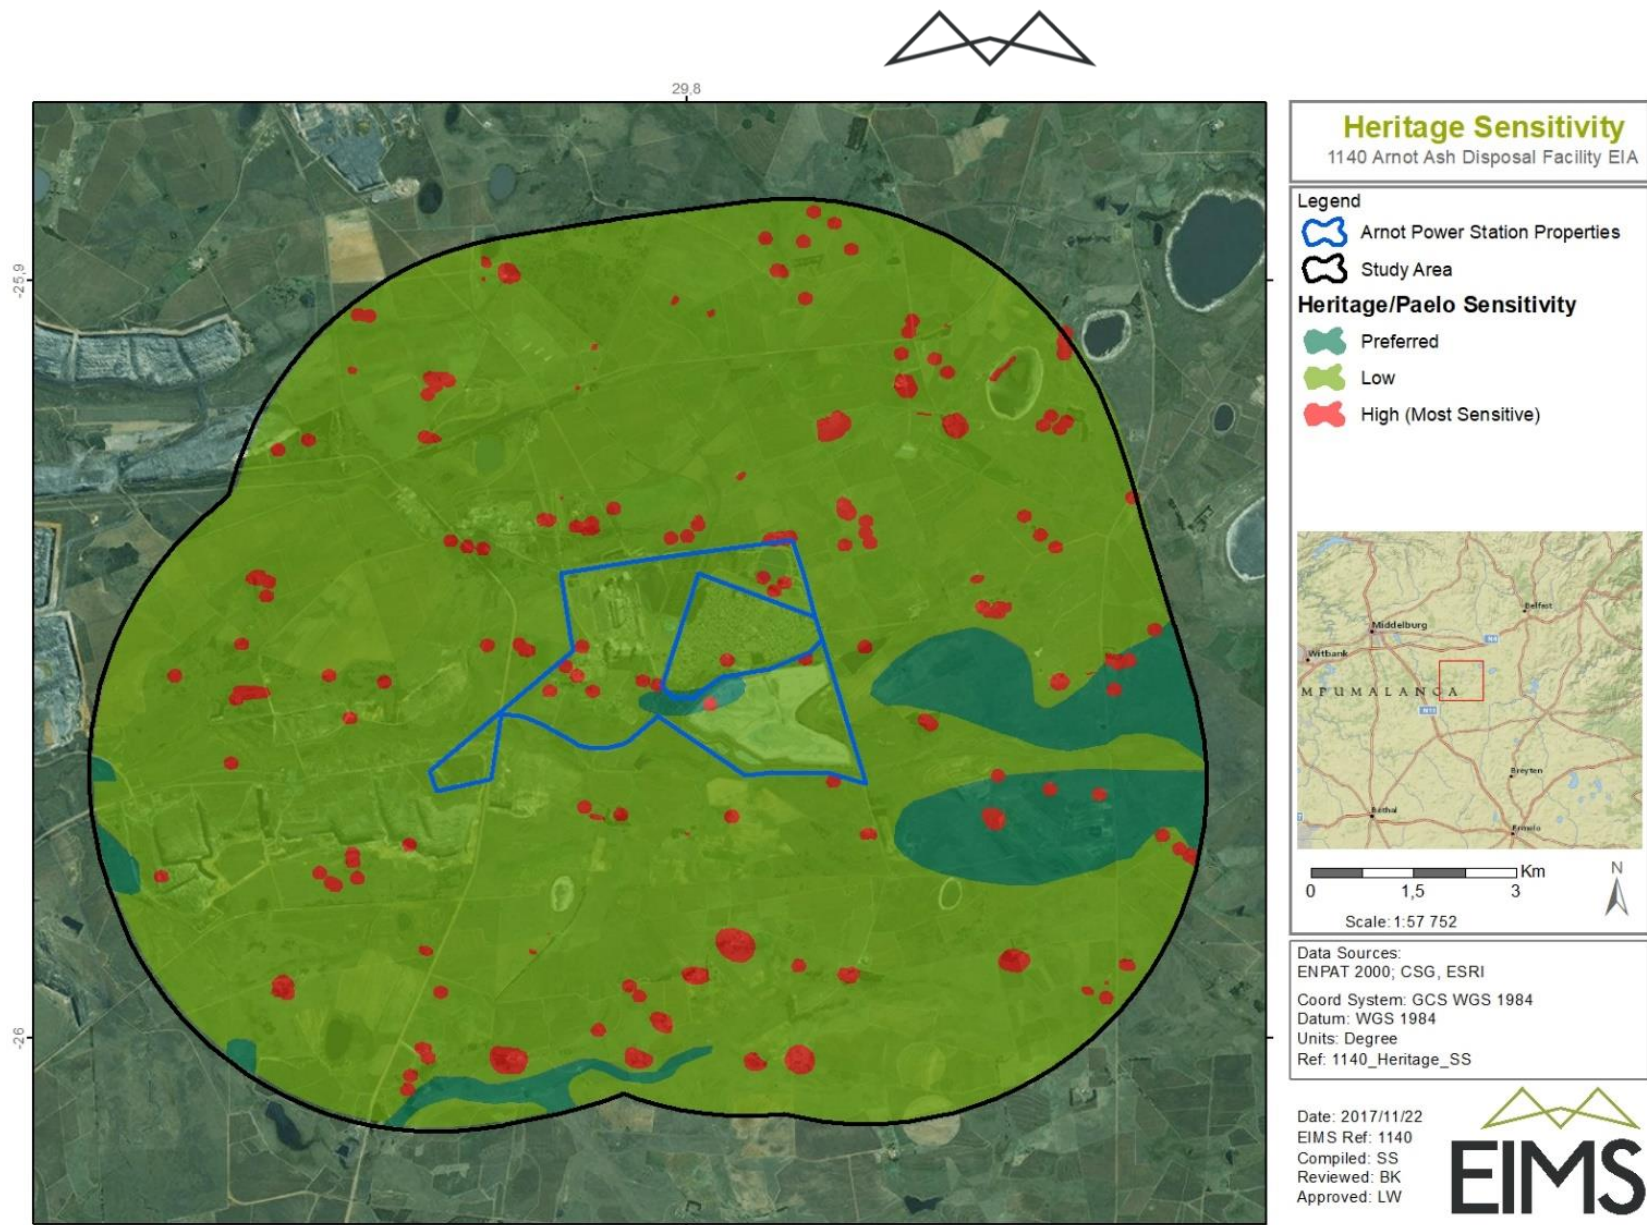 29,8
-25,9
-26
Heritage Sensitivity
1140 Arnot Ash Disposal Facility EIA
Legend
Arnot Power Station Properties
Study Area
Heritage/Paelo Sensitivity
Preferred
Low
High (Most Sensitive)
Belfast
Middelburg
N4
Witbank
MPUMALANGA
N11
Breyten
Bethal
Ermelo
Km
0 1,5 3
N
Scale: 1:57 752
Data Sources:
ENPAT 2000; CSG, ESRI
Coord System: GCS WGS 1984
Datum: WGS 1984
Units: Degree
Ref: 1140_Heritage_SS
Date: 2017/11/22
EIMS Ref: 1140
Compiled: SS
Reviewed: BK
Approved: LW
EIMS